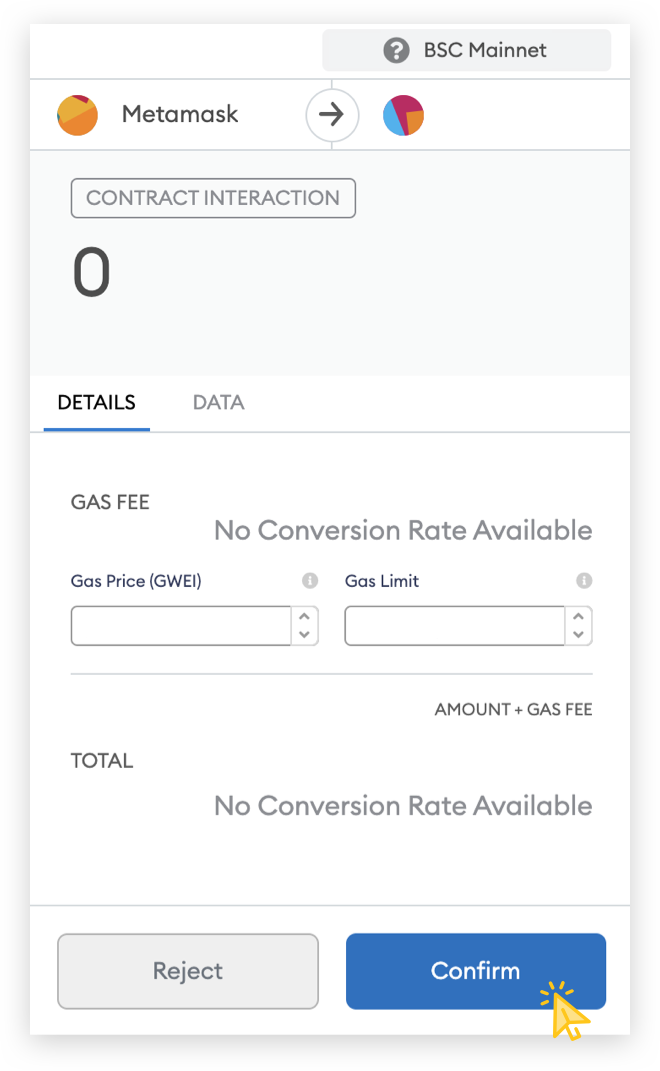 ? BSC Mainnet
Metamask
CONTRACT INTERACTION
0
DETAILS DATA
GAS FEE
No Conversion Rate Available
Gas Price (GWEI) i Gas Limit i
AMOUNT + GAS FEE
TOTAL
No Conversion Rate Available
Reject Confirm